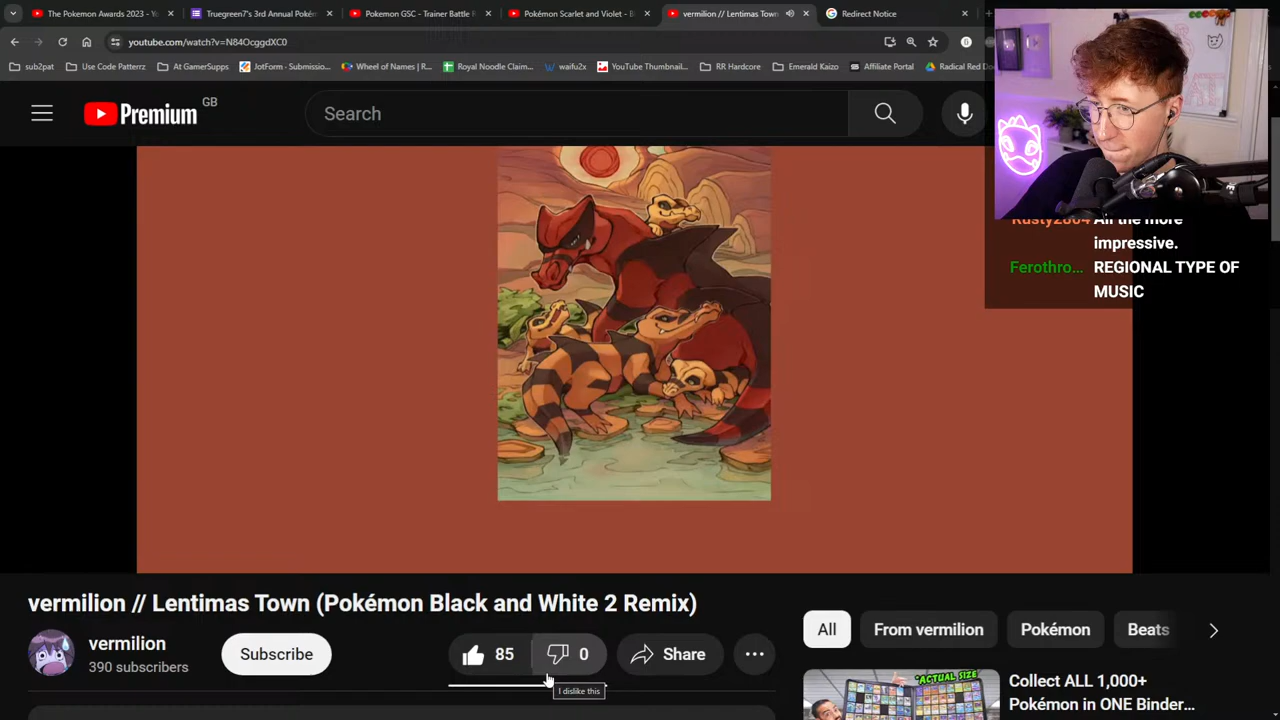 The Pokemon Awards 2023 - Y
Truegreen7's 3rd Annual Pokém
Pokemon GSC - Trainer Battle R
Pokémon Scarlet and Violet - B
vermilion // Lentimas Town
Redirect Notice
youtube.com/watch?v=N84OcggdXC0
sub2pat
Use Code Patterrz
At GamerSupps
JotForm - Submissio...
Wheel of Names | R...
Royal Noodle Claim...
waifu2x
YouTube Thumbnail...
RR Hardcore
Emerald Kaizo
Affiliate Portal
Radical Red Do
Premium GB
Search
Rusty2804 All the more
impressive.
Ferothro... REGIONAL TYPE OF
MUSIC
vermilion // Lentimas Town (Pokémon Black and White 2 Remix)
vermilion
390 subscribers
Subscribe
85
0
Share
I dislike this
All
From vermilion
Pokémon
Beats
*ACTUAL SIZE
Collect ALL 1,000+
Pokémon in ONE Binder...